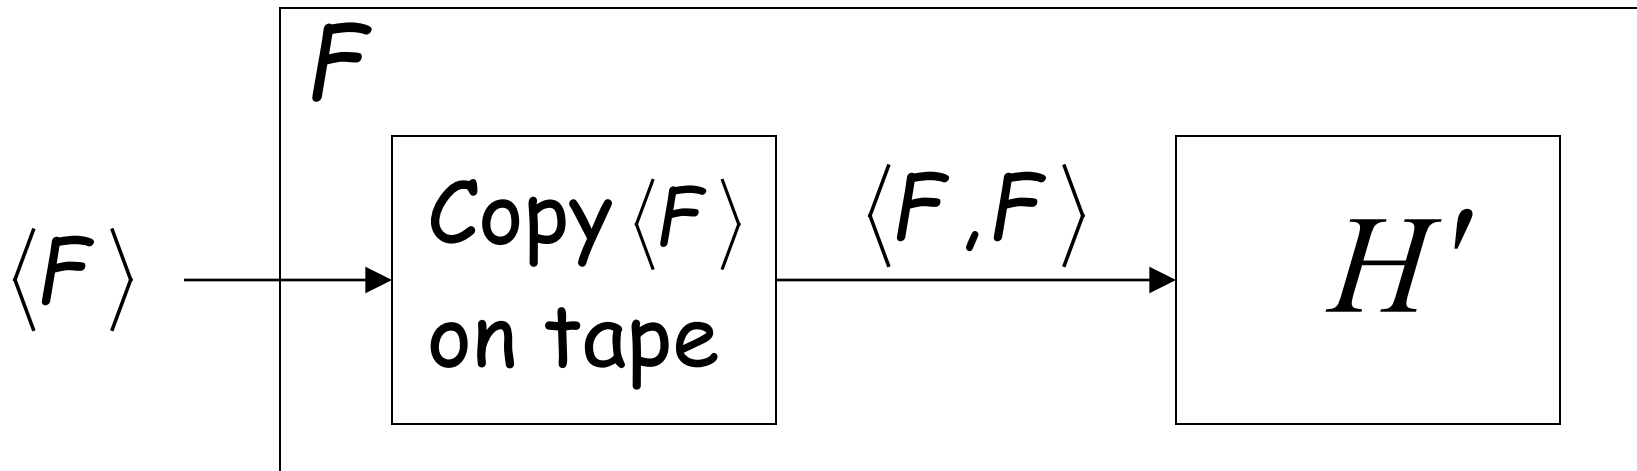 F
⟨F⟩
Copy ⟨F⟩
on tape
⟨F,F⟩
H′